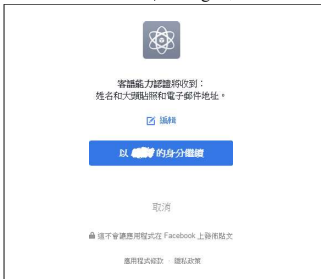 客語能力認證將收到：
姓名和大頭貼照和電子郵件地址。
編輯
以 的身分繼續
取消
這不會讓應用程式在 Facebook 上發佈貼文
應用程式條款 · 隱私政策